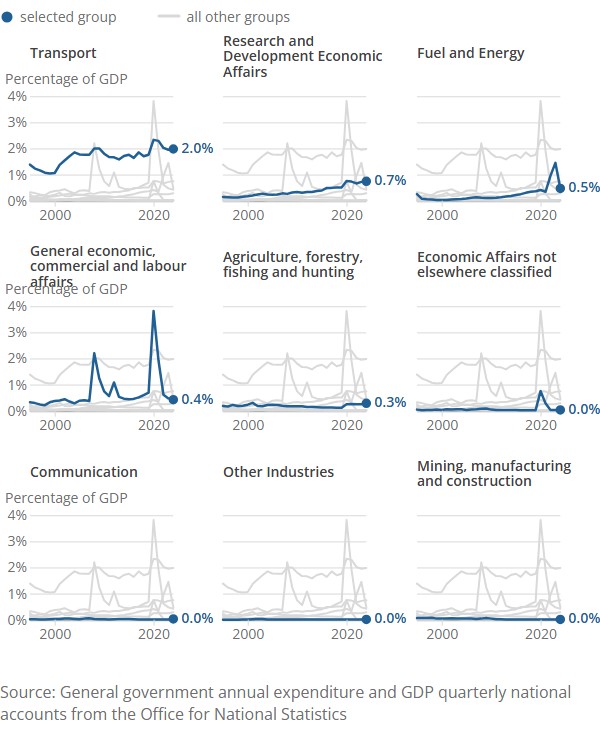 selected group all other groups
Transport
Percentage of GDP
4%
3%
2%
1%
0%
2000 2020
2.0%
Research and
Development Economic
Affairs
2000 2020
0.7%
Fuel and Energy
2000 2020
0.5%
General economic,
commercial and labour
affairs
Percentage of GDP
4%
3%
2%
1%
0%
2000 2020
0.4%
Agriculture, forestry,
fishing and hunting
2000 2020
0.3%
Economic Affairs not
elsewhere classified
2000 2020
0.0%
Communication
Percentage of GDP
4%
3%
2%
1%
0%
2000 2020
0.0%
Other Industries
2000 2020
0.0%
Mining, manufacturing
and construction
2000 2020
0.0%
Source: General government annual expenditure and GDP quarterly national
accounts from the Office for National Statistics